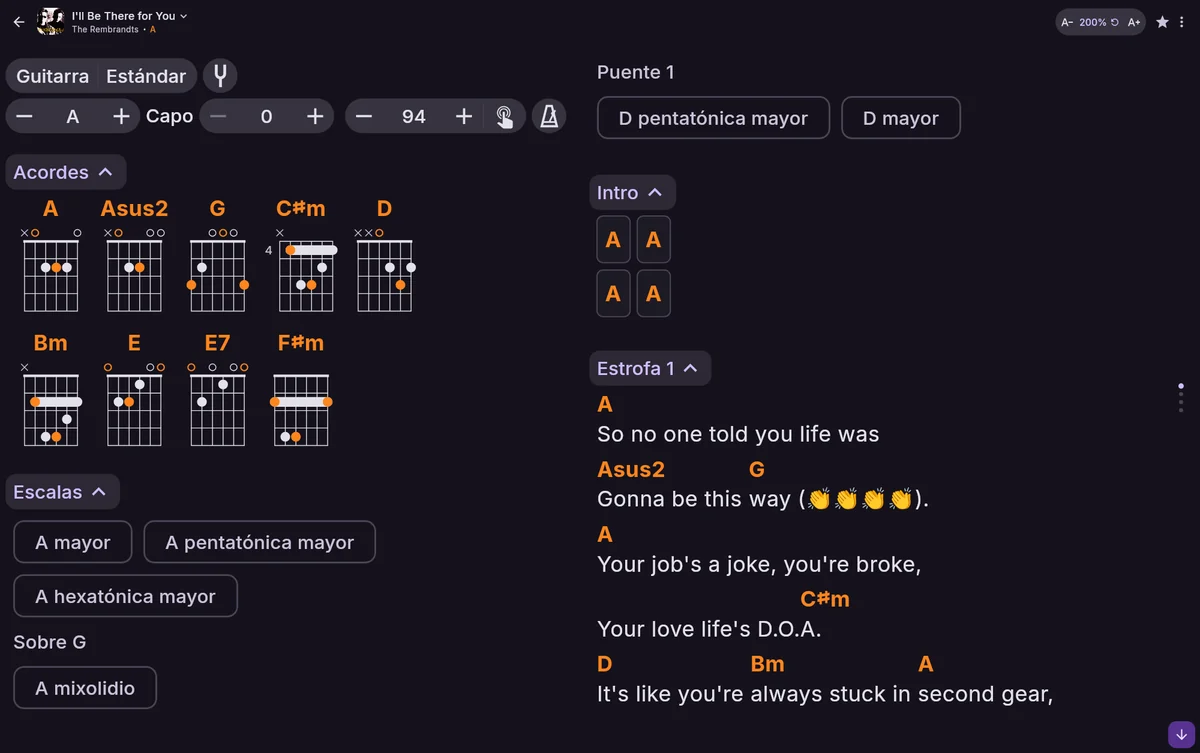 I'll Be There for You
The Rembrandts • A
A- 200% A+
Guitarra Estándar
− A + Capo − 0 + − 94 +
Acordes
A Asus2 G C♯m D
4
Bm E E7 F♯m
Escalas
A mayor A pentatónica mayor
A hexatónica mayor
Sobre G
A mixolidio
Puente 1
D pentatónica mayor D mayor
Intro
A A
A A
Estrofa 1
A
So no one told you life was
Asus2 G
Gonna be this way (👏👏👏👏).
A
Your job's a joke, you're broke,
C♯m
Your love life's D.O.A.
D Bm A
It's like you're always stuck in second gear,